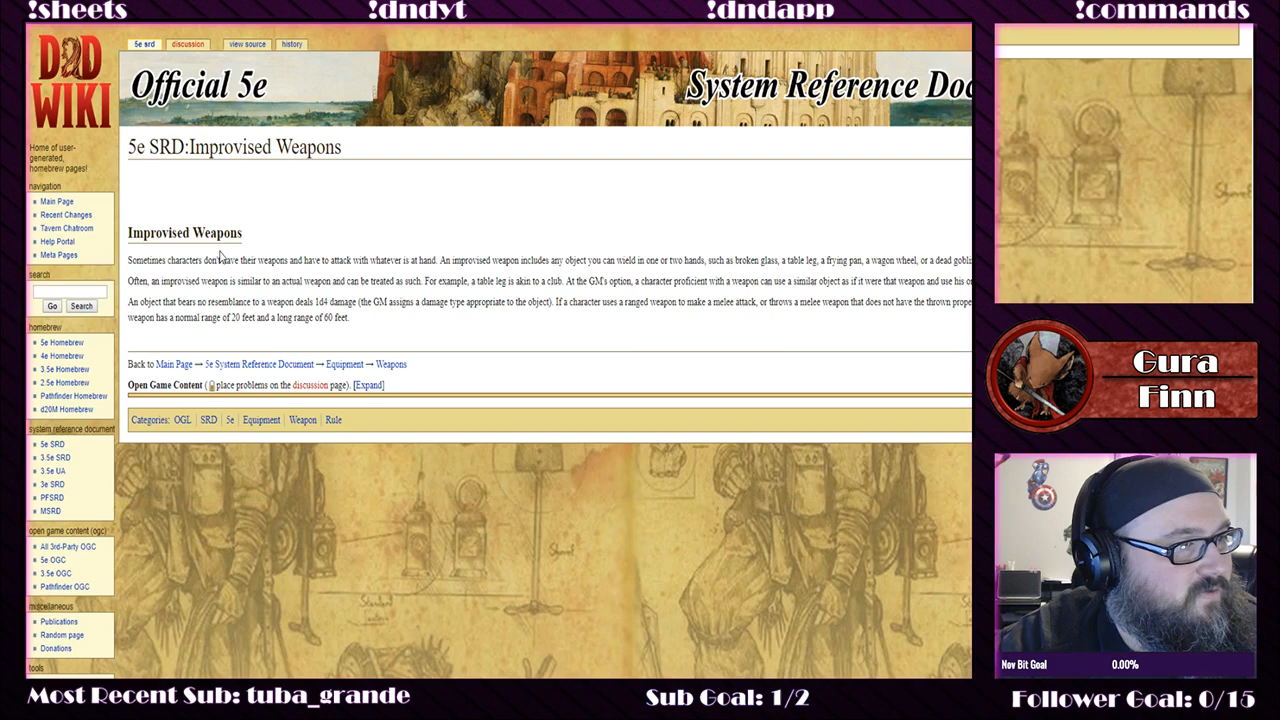 !sheets
!dndyt
!dndapp
!commands
D&D
WIKI
Home of user-
generated,
homebrew pages!
navigation
Main Page
Recent Changes
Tavern Chatroom
Help Portal
Meta Pages
search
Go
Search
homebrew
5e Homebrew
4e Homebrew
3.5e Homebrew
2.5e Homebrew
Pathfinder Homebrew
d20M Homebrew
system reference document
5e SRD
3.5e SRD
3.5e UA
3e SRD
PFSRD
MSRD
open game content (ogc)
All 3rd-Party OGC
5e OGC
3.5e OGC
Pathfinder OGC
miscellaneous
Publications
Random page
Donations
tools
5e srd
discussion
view source
history
Official 5e
System Reference Doc
5e SRD:Improvised Weapons
Improvised Weapons
Sometimes characters don't have their weapons and have to attack with whatever is at hand. An improvised weapon includes any object you can wield in one or two hands, such as broken glass, a table leg, a frying pan, a wagon wheel, or a dead gobli
Often, an improvised weapon is similar to an actual weapon and can be treated as such. For example, a table leg is akin to a club. At the GM's option, a character proficient with a weapon can use a similar object as if it were that weapon and use his o
An object that bears no resemblance to a weapon deals 1d4 damage (the GM assigns a damage type appropriate to the object). If a character uses a ranged weapon to make a melee attack, or throws a melee weapon that does not have the thrown prope
weapon has a normal range of 20 feet and a long range of 60 feet.
Back to Main Page → 5e System Reference Document → Equipment → Weapons
Open Game Content (place problems on the discussion page). [Expand]
Categories: OGL | SRD | 5e | Equipment | Weapon | Rule
Shovel
Shovel
Gura
Finn
Nov Bit Goal
0.00%
Most Recent Sub: tuba_grande
Sub Goal: 1/2
Follower Goal: 0/15